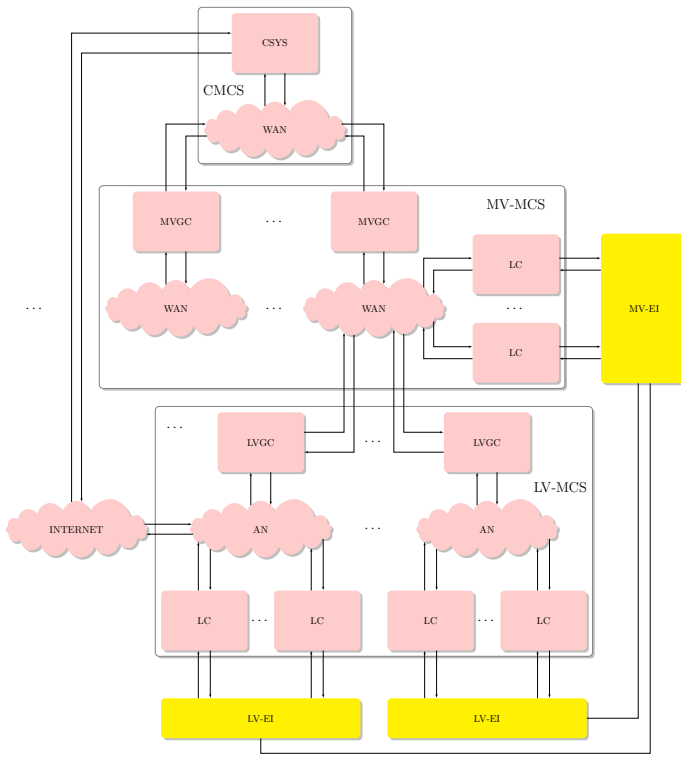 CSYS
CMCS
WAN
MV-MCS
MVGC
. . .
MVGC
LC
WAN
. . .
WAN
. . .
MV-EI
. . .
LC
. . .
LVGC
. . .
LVGC
LV-MCS
INTERNET
AN
. . .
AN
LC
. . .
LC
LC
. . .
LC
LV-EI
LV-EI